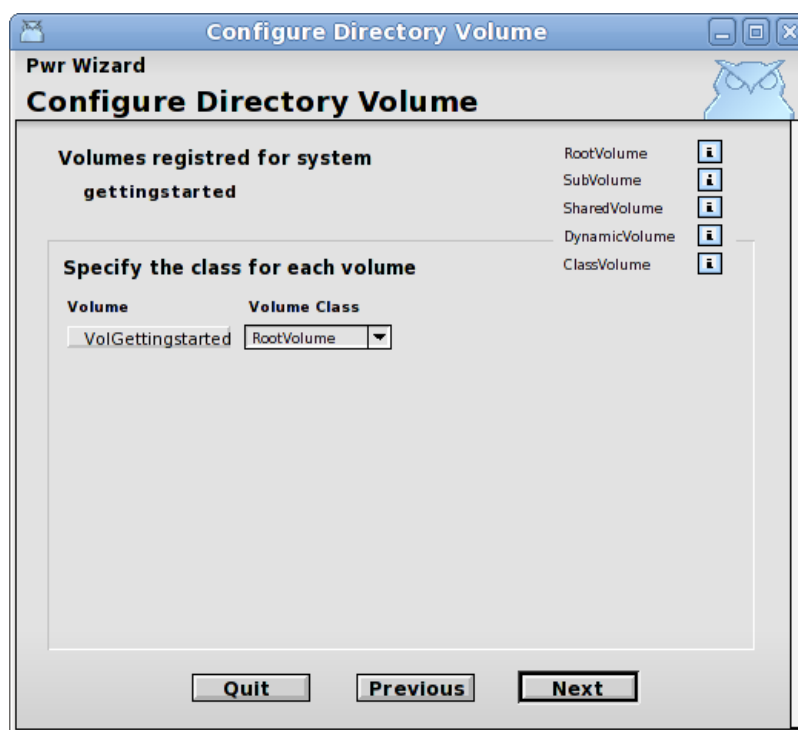 Configure Directory Volume
Pwr Wizard
Configure Directory Volume
Volumes registred for system
gettingstarted
RootVolume i
SubVolume i
SharedVolume i
DynamicVolume i
ClassVolume i
Specify the class for each volume
Volume Volume Class
VolGettingstarted RootVolume
Quit Previous Next